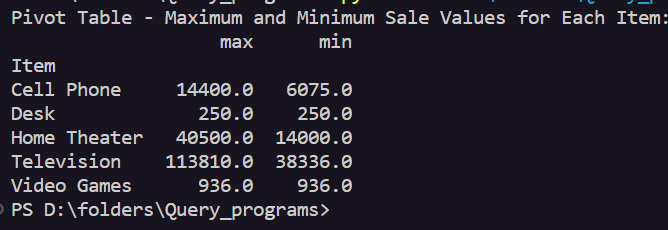 Pivot Table - Maximum and Minimum Sale Values for Each Item:
max min
Item
Cell Phone 14400.0 6075.0
Desk 250.0 250.0
Home Theater 40500.0 14000.0
Television 113810.0 38336.0
Video Games 936.0 936.0
PS D:\folders\Query_programs>